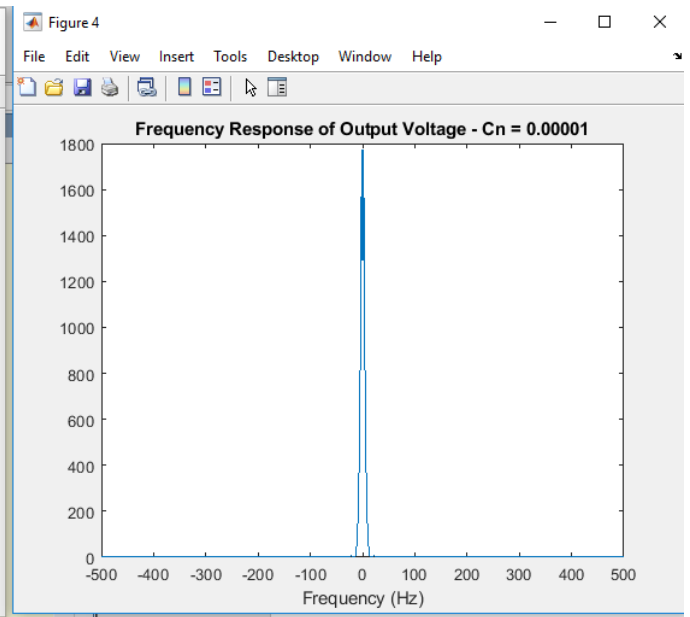 Figure 4
File Edit View Insert Tools Desktop Window Help
Frequency Response of Output Voltage - Cn = 0.00001
1800
1600
1400
1200
1000
800
600
400
200
0
-500 -400 -300 -200 -100 0 100 200 300 400 500
Frequency (Hz)